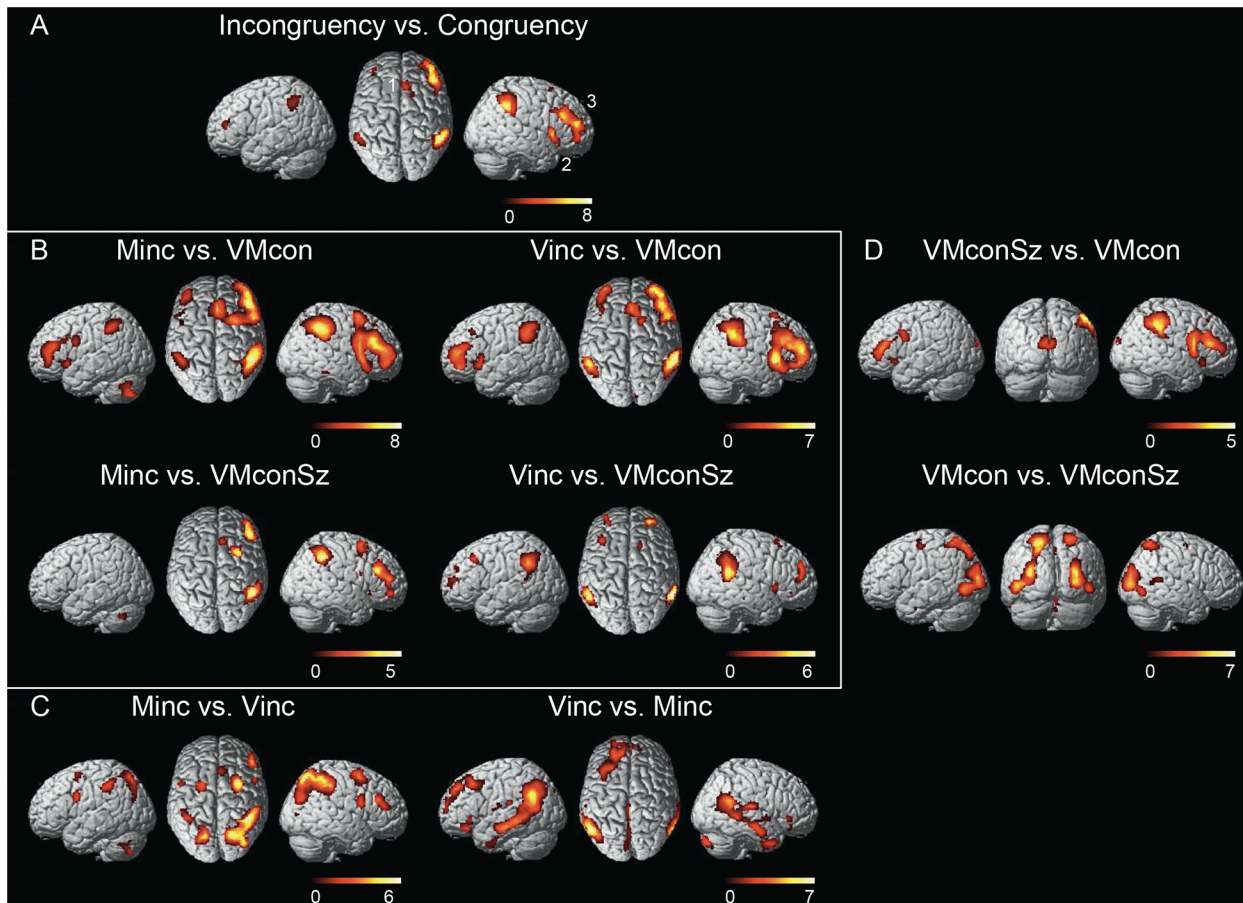 A
Incongruency vs. Congruency
1
3
2
0 8
B
Minc vs. VMcon
Vinc vs. VMcon
0 8
0 7
Minc vs. VMconSz
Vinc vs. VMconSz
0 5
0 6
D
VMconSz vs. VMcon
0 5
VMcon vs. VMconSz
0 7
C
Minc vs. Vinc
Vinc vs. Minc
0 6
0 7